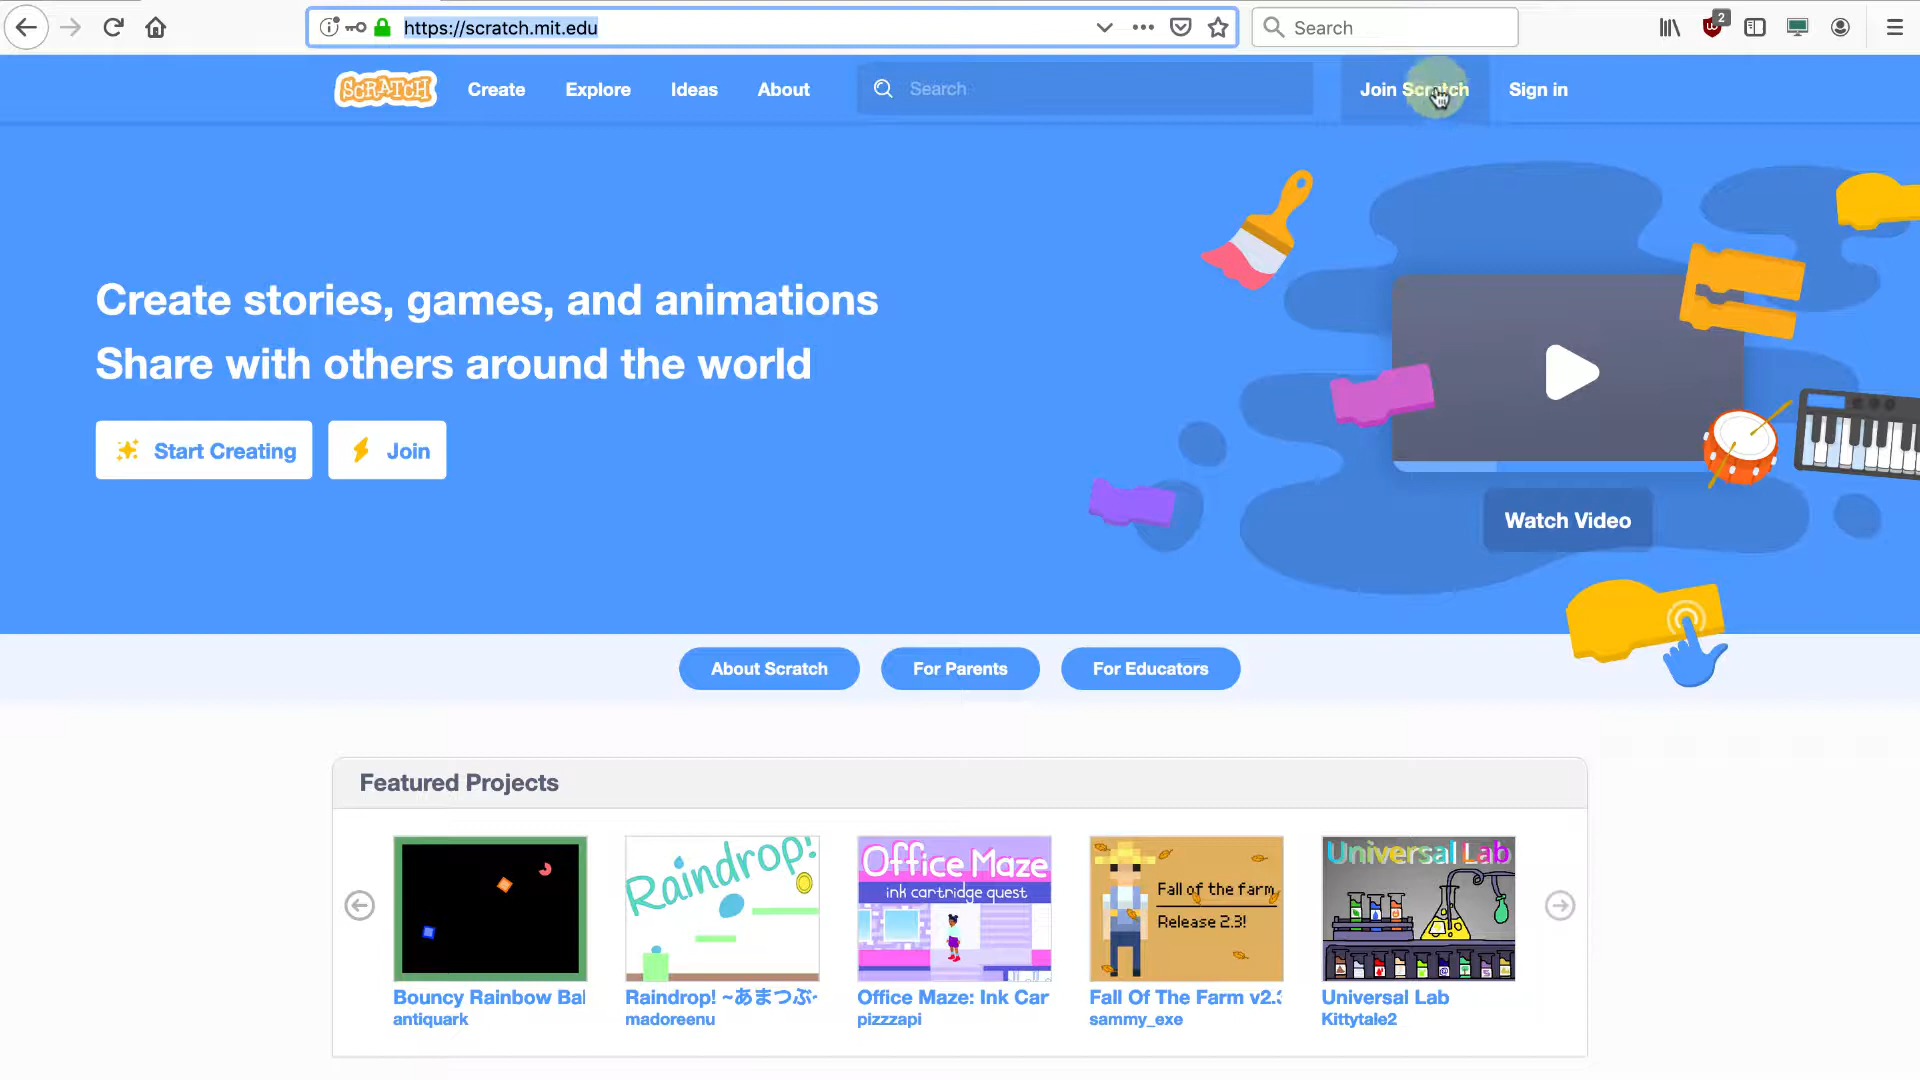 https://scratch.mit.edu
Search
2
SCRATCH
Create
Explore
Ideas
About
Search
Join Scratch
Sign in
Create stories, games, and animations
Share with others around the world
Start Creating
Join
Watch Video
About Scratch
For Parents
For Educators
Featured Projects
Raindrop!
Office Maze
ink cartridge quest
Fall of the farm
Release 2.3!
Universal Lab
Bouncy Rainbow Bal
Raindrop! ~あまつぶ~
Office Maze: Ink Car
Fall Of The Farm v2.3
Universal Lab
antiquark
madoreenu
pizzzapi
sammy_exe
Kittytale2